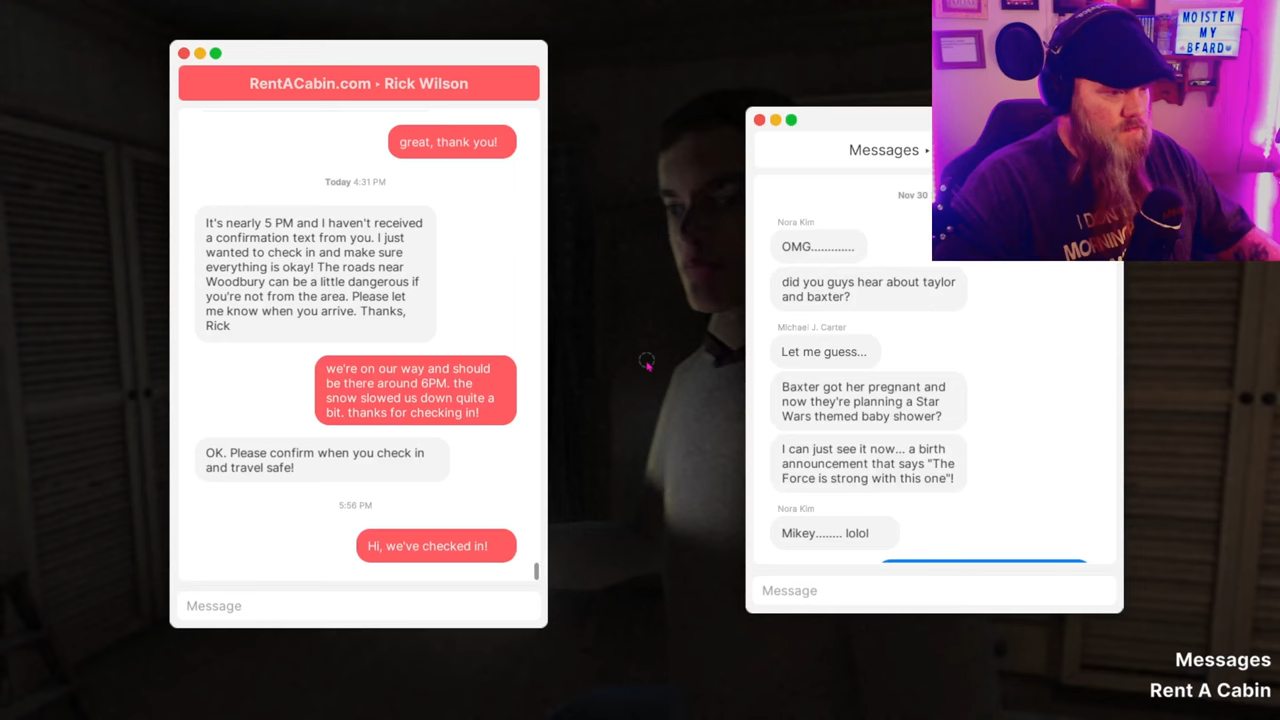 RentACabin.com ▸ Rick Wilson
great, thank you!
Today 4:31 PM
It's nearly 5 PM and I haven't received
a confirmation text from you. I just
wanted to check in and make sure
everything is okay! The roads near
Woodbury can be a little dangerous if
you're not from the area. Please let
me know when you arrive. Thanks,
Rick
we're on our way and should
be there around 6PM. the
snow slowed us down quite a
bit. thanks for checking in!
OK. Please confirm when you check in
and travel safe!
5:56 PM
Hi, we've checked in!
Message
Messages ▸
Nov 30
Nora Kim
OMG.............
did you guys hear about taylor
and baxter?
Michael J. Carter
Let me guess...
Baxter got her pregnant and
now they're planning a Star
Wars themed baby shower?
I can just see it now... a birth
announcement that says "The
Force is strong with this one"!
Nora Kim
Mikey........ lolol
Message
MOISTEN
MY
BEARD
Messages
Rent A Cabin